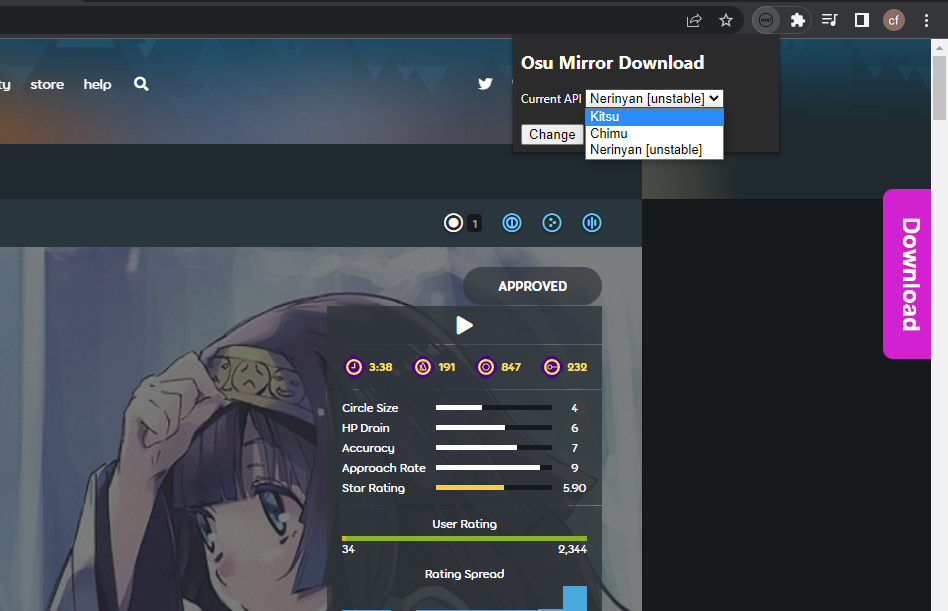 cf
Osu Mirror Download
ty store help
Current API Nerinyan [unstable]
Kitsu
Change
Chimu
Nerinyan [unstable]
1
Download
APPROVED
3:38 191 847 232
Circle Size 4
HP Drain 6
Accuracy 7
Approach Rate 9
Star Rating 5.90
User Rating
34 2,344
Rating Spread